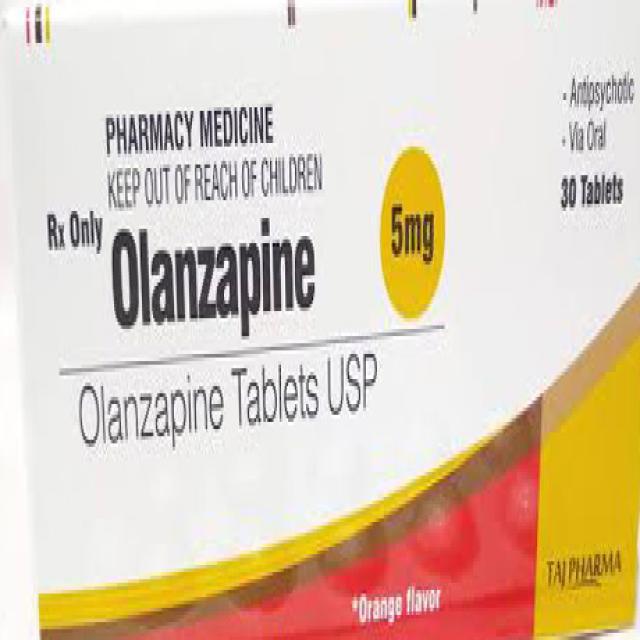 PHARMACY MEDICINE
KEEP OUT OF REACH OF CHILDREN
Rx Only
Olanzapine
5mg
- Antipsychotic
- Via Oral
30 Tablets
Olanzapine Tablets USP
*Orange flavor
TAJ PHARMA